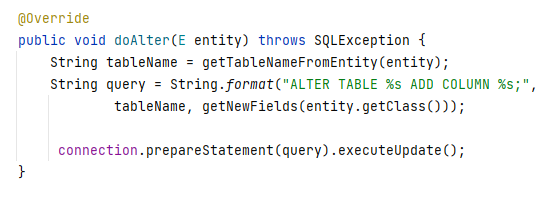 @Override
public void doAlter(E entity) throws SQLException {
    String tableName = getTableNameFromEntity(entity);
    String query = String.format("ALTER TABLE %s ADD COLUMN %s;",
            tableName, getNewFields(entity.getClass()));
     connection.prepareStatement(query).executeUpdate();
}